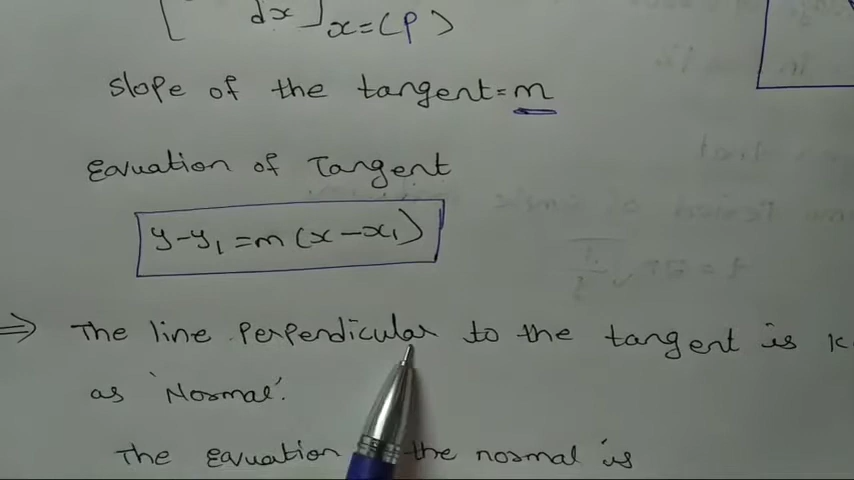 dx ]x=(P)
slope of the tangent=m
Equation of Tangent
y-y₁=m(x-x₁)
⇒ The line perpendicular to the tangent is k
as 'Normal'.
The equation the normal is